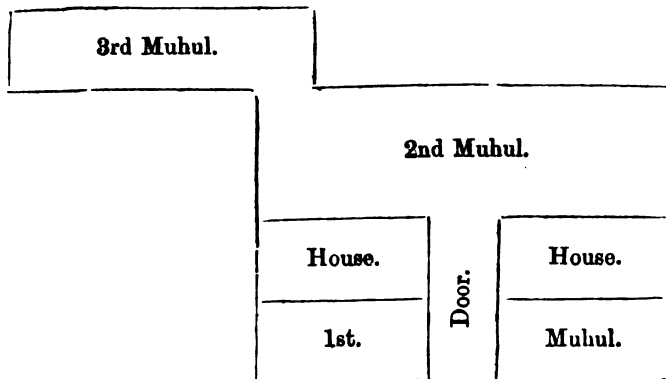 3rd Muhul.
2nd Muhul.
House.
Door.
House.
1st.
Muhul.